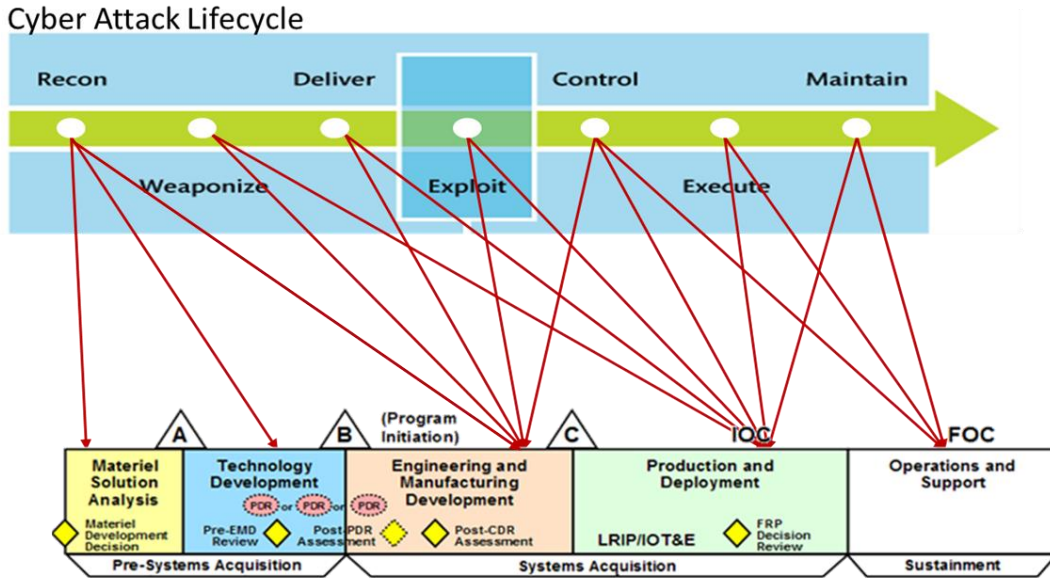 Cyber Attack Lifecycle
Recon
Deliver
Control
Maintain
Weaponize
Exploit
Execute
A
B
(Program
Initiation)
C
IOC
FOC
Materiel
Solution
Analysis
Technology
Development
Engineering and
Manufacturing
Development
Production and
Deployment
Operations and
Support
PDR or PDR or PDR
Materiel
Development
Decision
Pre-EMD
Review
Post-PDR
Assessment
Post-CDR
Assessment
LRIP/IOT&E
FRP
Decision
Review
Pre-Systems Acquisition
Systems Acquisition
Sustainment